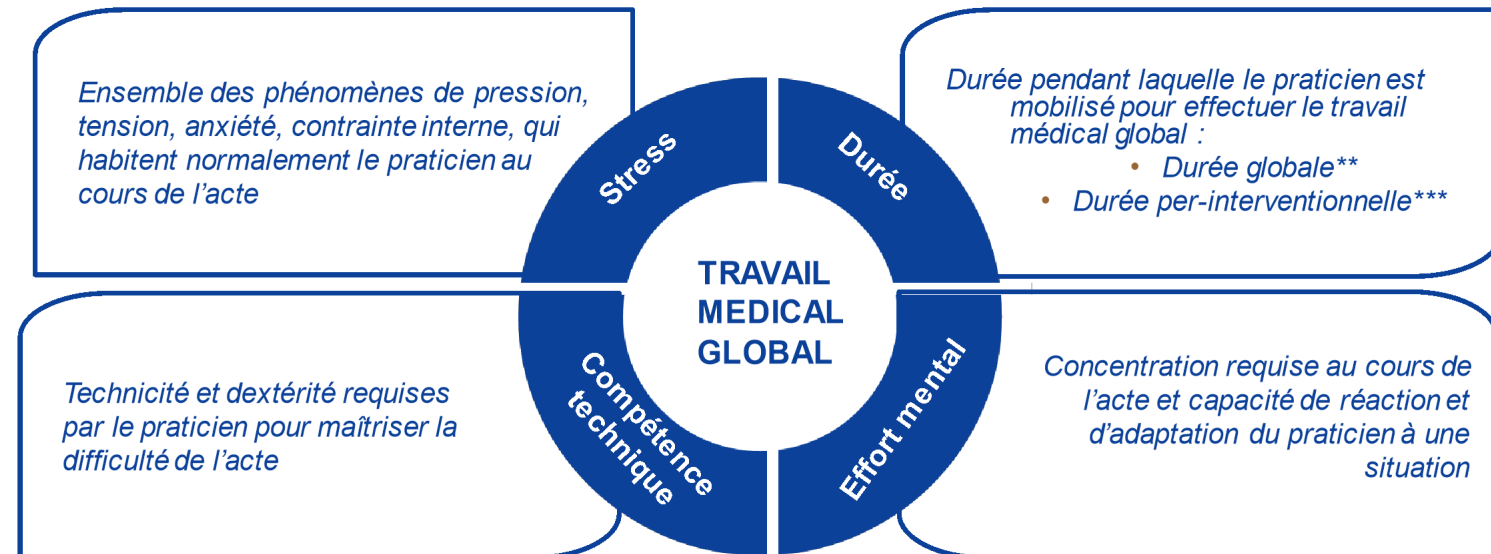 Ensemble des phénomènes de pression,
tension, anxiété, contrainte interne, qui
habitent normalement le praticien au
cours de l’acte
Stress
Durée
Durée pendant laquelle le praticien est
mobilisé pour effectuer le travail
médical global :
• Durée globale**
• Durée per-interventionnelle***
TRAVAIL
MEDICAL
GLOBAL
Technicité et dextérité requises
par le praticien pour maîtriser la
difficulté de l’acte
Compétence
technique
Effort mental
Concentration requise au cours de
l’acte et capacité de réaction et
d’adaptation du praticien à une
situation